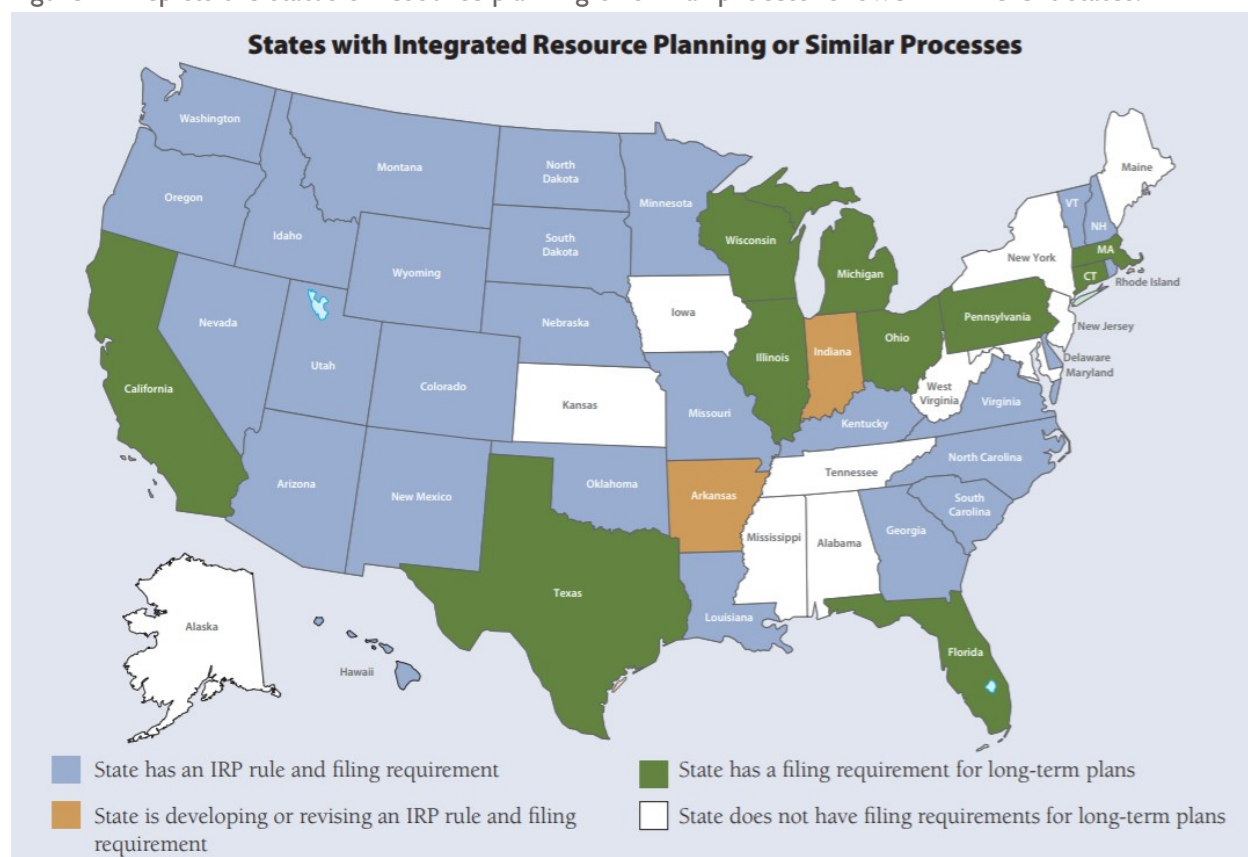 States with Integrated Resource Planning or Similar Processes
Washington
Montana
North
Dakota
Minnesota
Maine
Oregon
Idaho
South
Dakota
Wisconsin
VT
NH
Wyoming
Michigan
New York
MA
CT
Rhode Island
Nevada
Nebraska
Iowa
Pennsylvania
New Jersey
Utah
Illinois
Indiana
Ohio
Delaware
Maryland
California
Colorado
Kansas
Missouri
West
Virginia
Virginia
Kentucky
Arizona
New Mexico
Oklahoma
Arkansas
Tennessee
North Carolina
South
Carolina
Mississippi
Alabama
Georgia
Texas
Louisiana
Alaska
Hawaii
Florida
State has an IRP rule and filing requirement
State has a filing requirement for long-term plans
State is developing or revising an IRP rule and filing
requirement
State does not have filing requirements for long-term plans